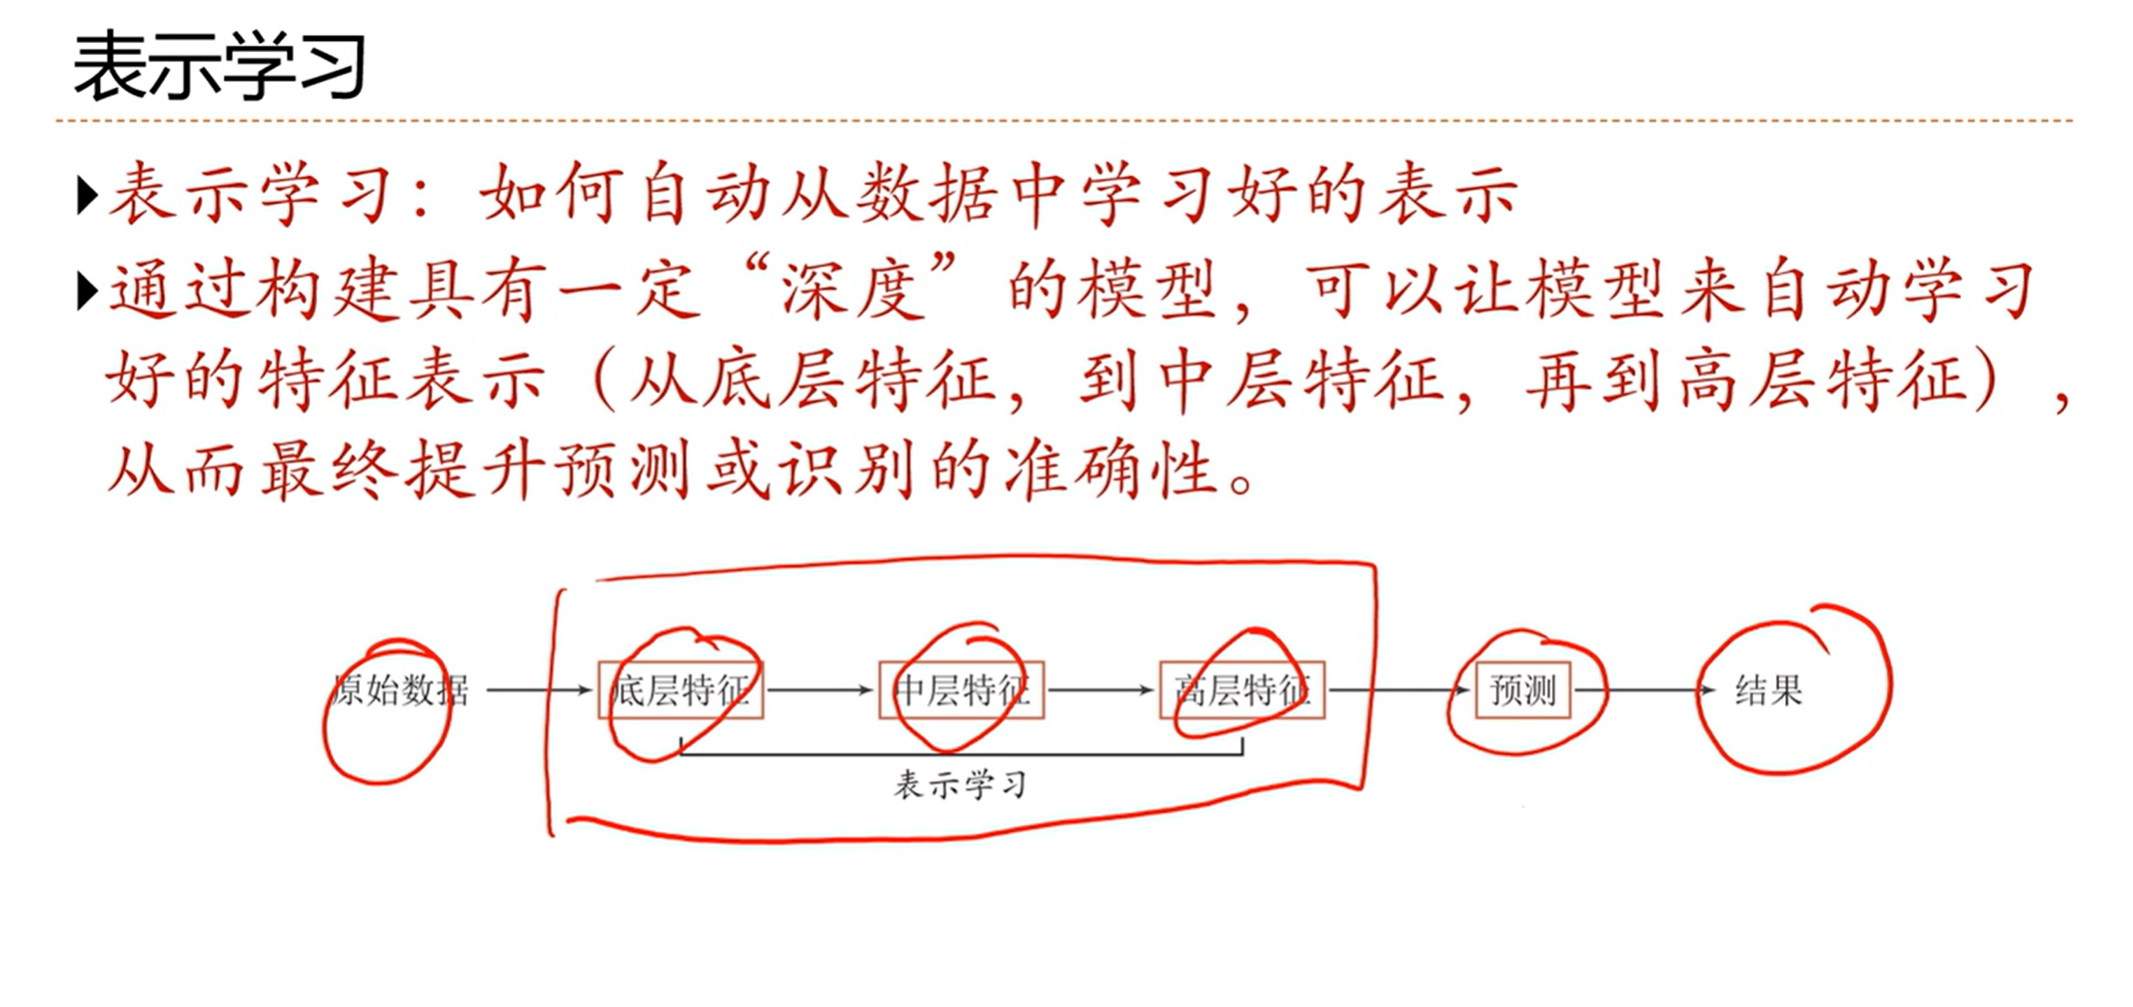 表示学习
表示学习：如何自动从数据中学习好的表示
通过构建具有一定“深度”的模型，可以让模型来自动学习
好的特征表示（从底层特征，到中层特征，再到高层特征），
从而最终提升预测或识别的准确性。
原始数据 底层特征 中层特征 高层特征 预测 结果
表示学习